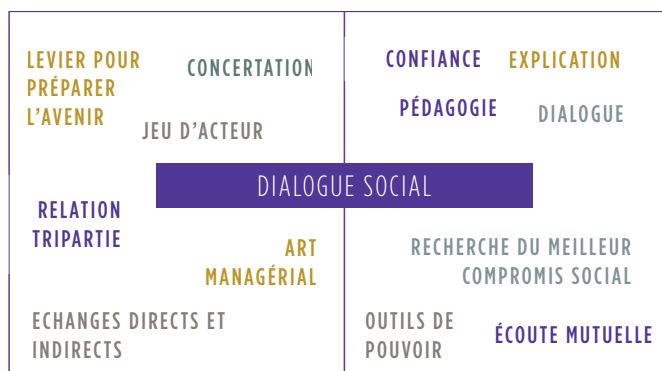 LEVIER POUR
PRÉPARER
L'AVENIR
CONCERTATION
JEU D'ACTEUR
CONFIANCE
EXPLICATION
PÉDAGOGIE
DIALOGUE
DIALOGUE SOCIAL
RELATION
TRIPARTIE
ART
MANAGÉRIAL
ECHANGES DIRECTS ET
INDIRECTS
RECHERCHE DU MEILLEUR
COMPROMIS SOCIAL
OUTILS DE
POUVOIR
ÉCOUTE MUTUELLE